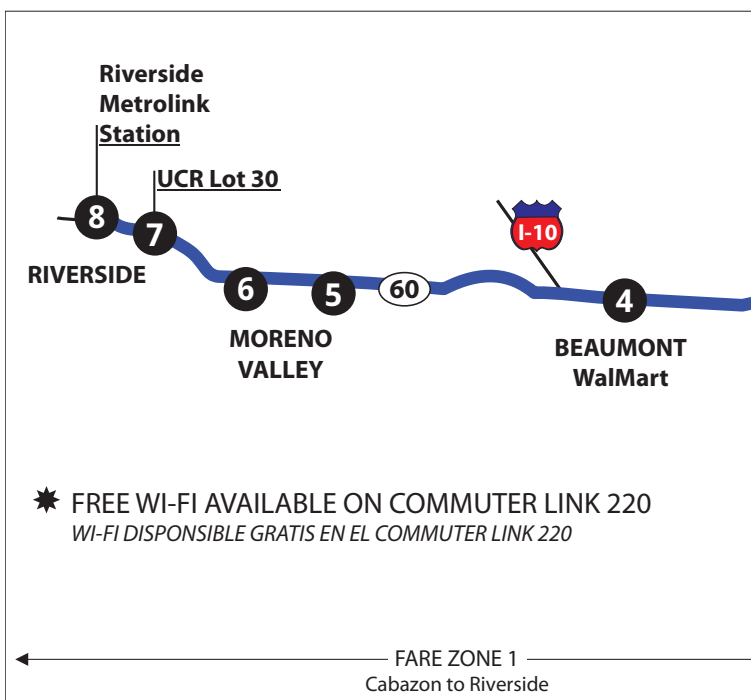 Riverside
Metrolink
Station
UCR Lot 30
8
7
I-10
RIVERSIDE
6
5
60
4
MORENO
VALLEY
BEAUMONT
WalMart
FREE WI-FI AVAILABLE ON COMMUTER LINK 220
WI-FI DISPONSIBLE GRATIS EN EL COMMUTER LINK 220
FARE ZONE 1
Cabazon to Riverside